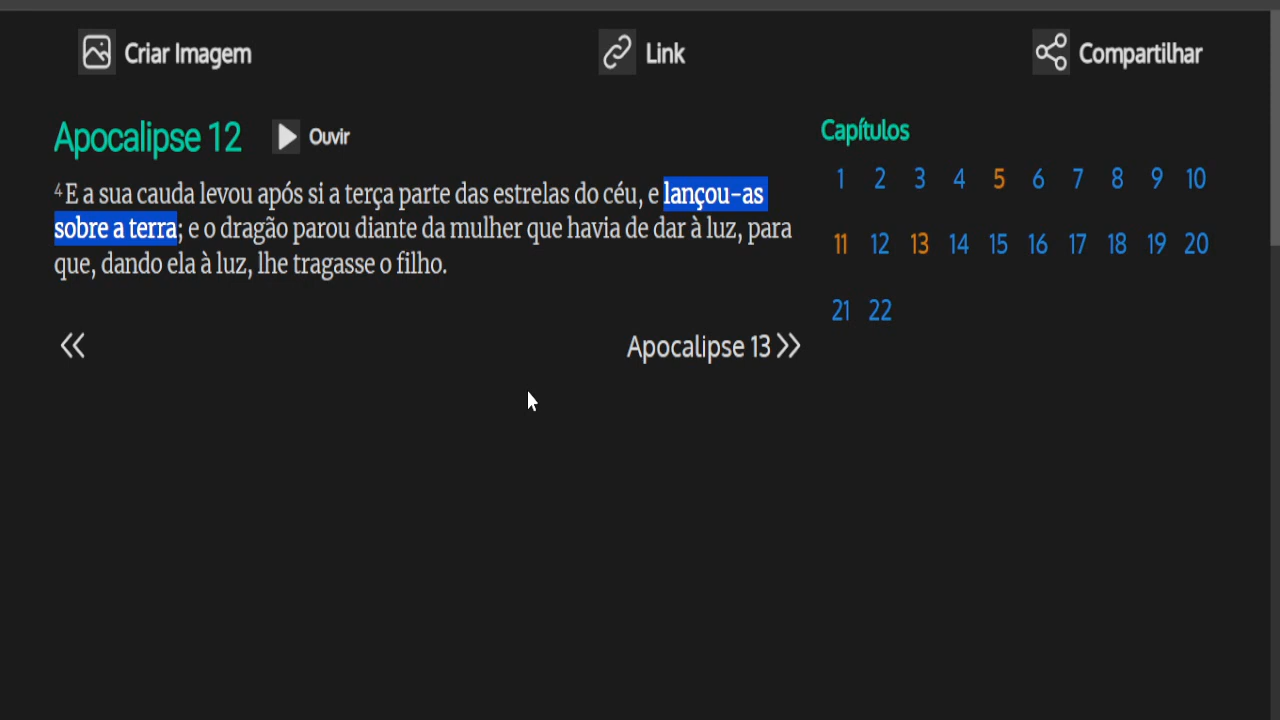 Criar Imagem
Link
Compartilhar
Apocalipse 12
Ouvir
4 E a sua cauda levou após si a terça parte das estrelas do céu, e lançou-as
sobre a terra; e o dragão parou diante da mulher que havia de dar à luz, para
que, dando ela à luz, lhe tragasse o filho.
Apocalipse 13
Capítulos
1 2 3 4 5 6 7 8 9 10
11 12 13 14 15 16 17 18 19 20
21 22